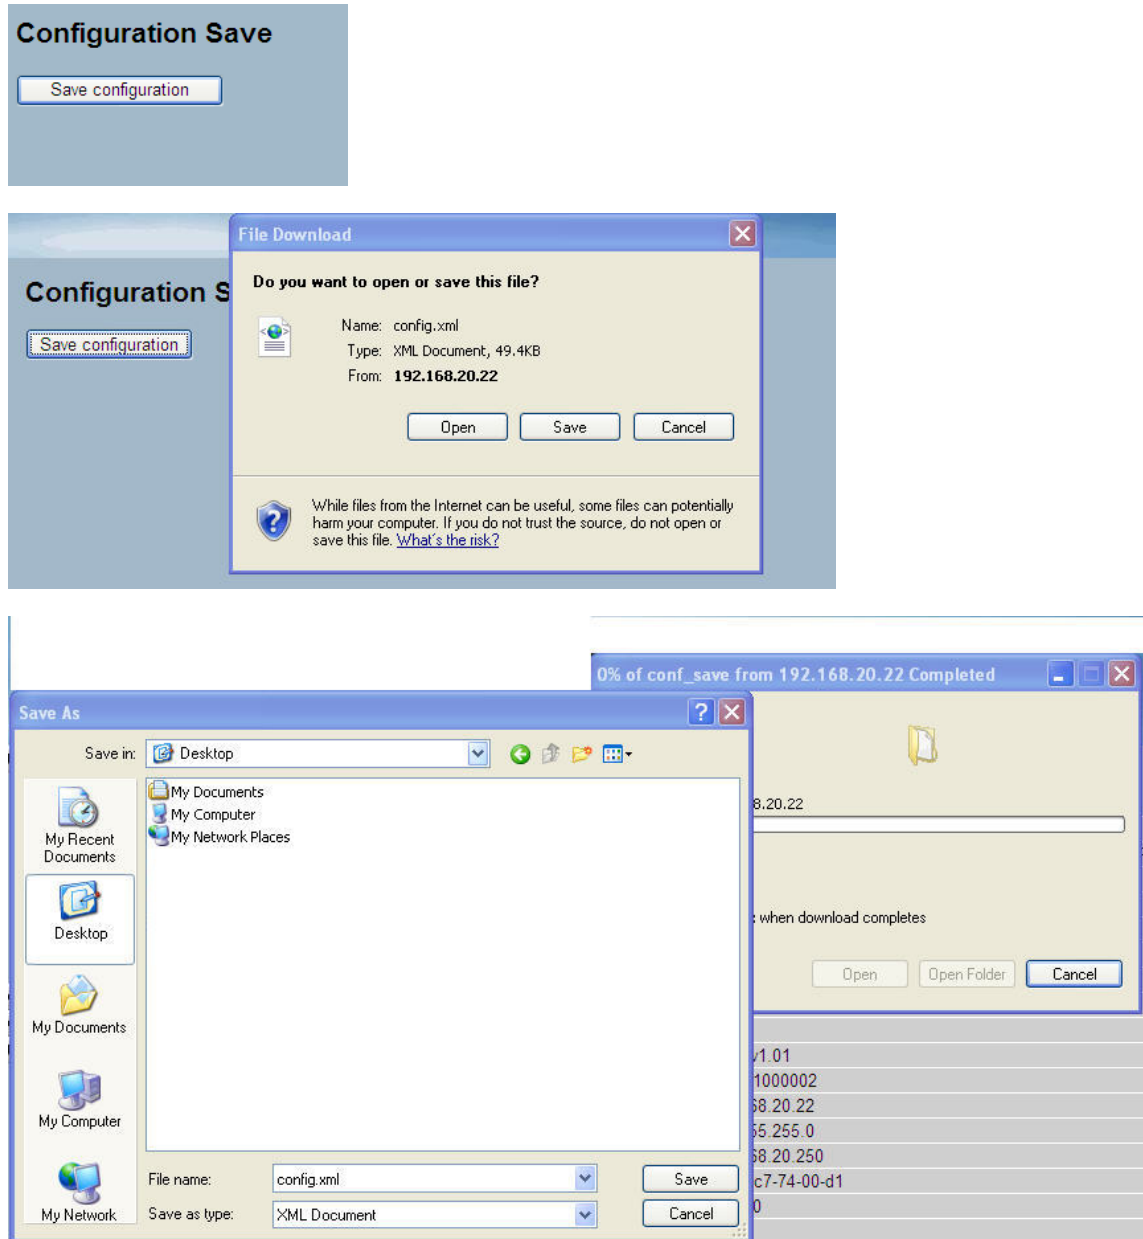 Configuration Save
Save configuration
File Download
Configuration S
Save configuration
Do you want to open or save this file?
Name: config.xml
Type: XML Document, 49.4KB
From: 192.168.20.22
Open Save Cancel
While files from the Internet can be useful, some files can potentially
harm your computer. If you do not trust the source, do not open or
save this file. What's the risk?
0% of conf_save from 192.168.20.22 Completed
8.20.22
when download completes
Open Open Folder Cancel
v1.01
1000002
68.20.22
55.255.0
68.20.250
c7-74-00-d1
0
Save As
Save in: Desktop
My Documents
My Computer
My Network Places
My Recent
Documents
Desktop
My Documents
My Computer
My Network
File name: config.xml Save
Save as type: XML Document Cancel